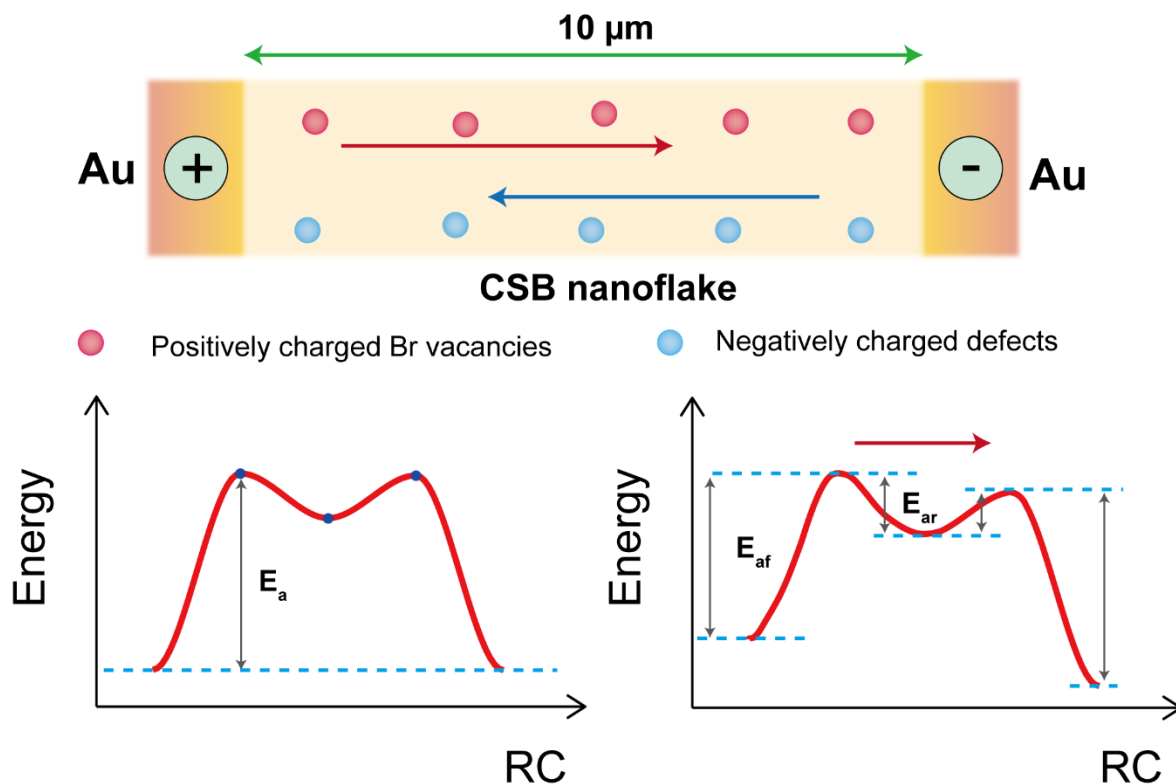 10 µm
Au
+
-
Au
CSB nanoflake
Positively charged Br vacancies
Negatively charged defects
Energy
Ea
RC
Energy
Eaf
Ear
RC